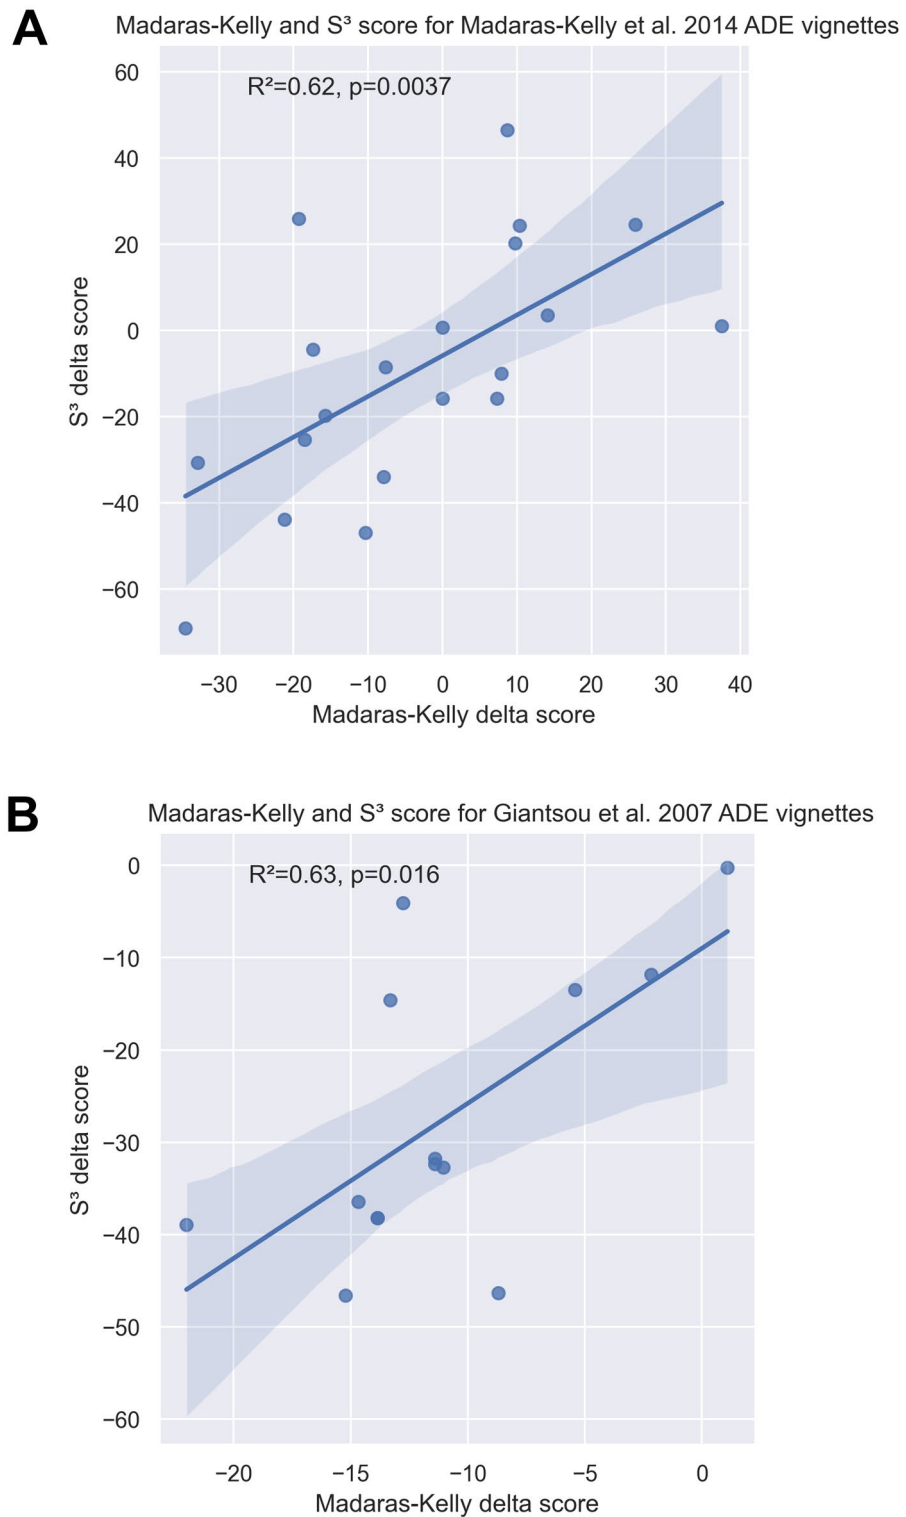 A
Madaras-Kelly and S³ score for Madaras-Kelly et al. 2014 ADE vignettes
R²=0.62, p=0.0037
60
40
20
0
−20
−40
−60
S³ delta score
−30 −20 −10 0 10 20 30 40
Madaras-Kelly delta score
B
Madaras-Kelly and S³ score for Giantsou et al. 2007 ADE vignettes
R²=0.63, p=0.016
0
−10
−20
−30
−40
−50
−60
S³ delta score
−20 −15 −10 −5 0
Madaras-Kelly delta score